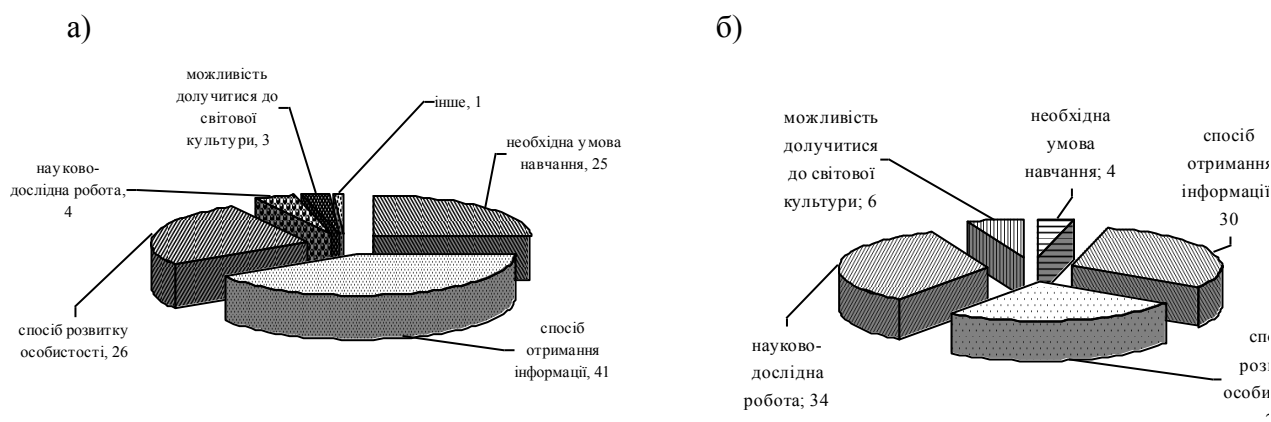 а)
можливість
долучитися до
світової
культури, 3
інше, 1
необхідна умова
навчання, 25
науково-
дослідна робота,
4
спосіб розвитку
особистості, 26
спосіб
отримання
інформації, 41
б)
можливість
долучитися
до світової
культури; 6
необхідна
умова
навчання; 4
спосіб
отримання
інформації
30
науково-
дослідна
робота; 34